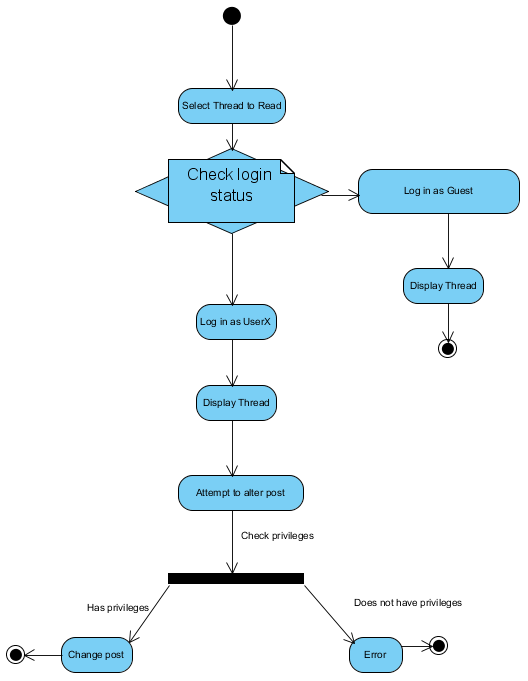 Select Thread to Read
Check login
status
Log in as Guest
Display Thread
Log in as UserX
Display Thread
Attempt to alter post
Check privileges
Has privileges
Does not have privileges
Change post
Error